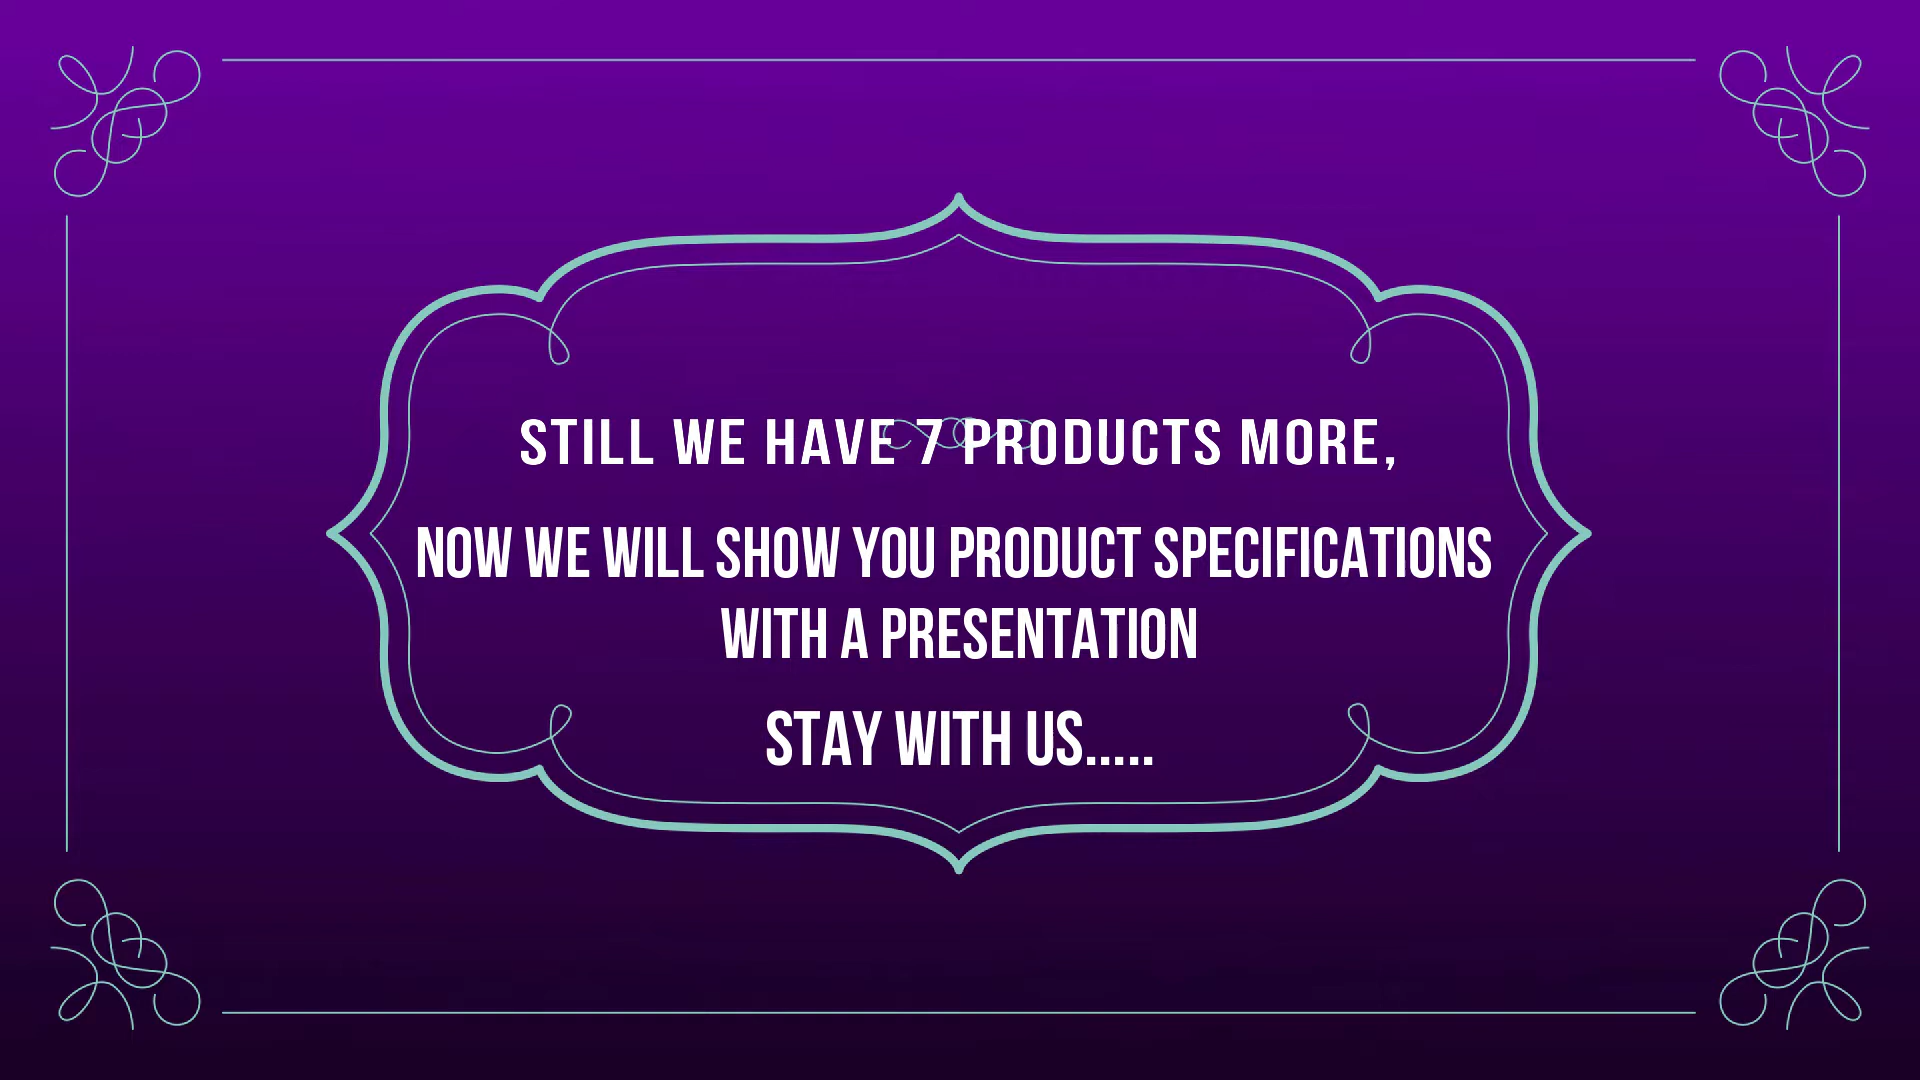 STILL WE HAVE 7 PRODUCTS MORE,
NOW WE WILL SHOW YOU PRODUCT SPECIFICATIONS
WITH A PRESENTATION
STAY WITH US.....